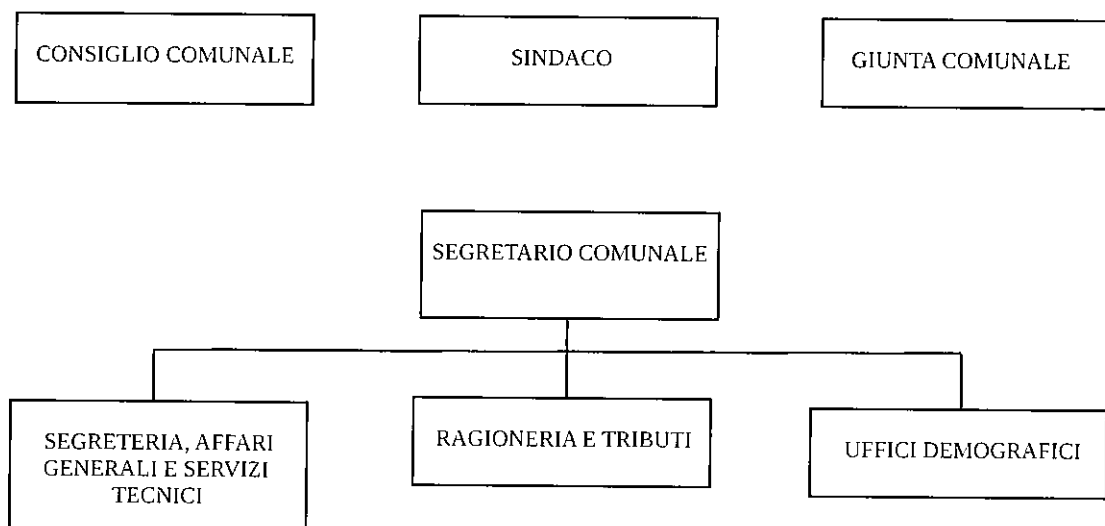 CONSIGLIO COMUNALE
SINDACO
GIUNTA COMUNALE
SEGRETARIO COMUNALE
SEGRETERIA, AFFARI
GENERALI E SERVIZI
TECNICI
RAGIONERIA E TRIBUTI
UFFICI DEMOGRAFICI